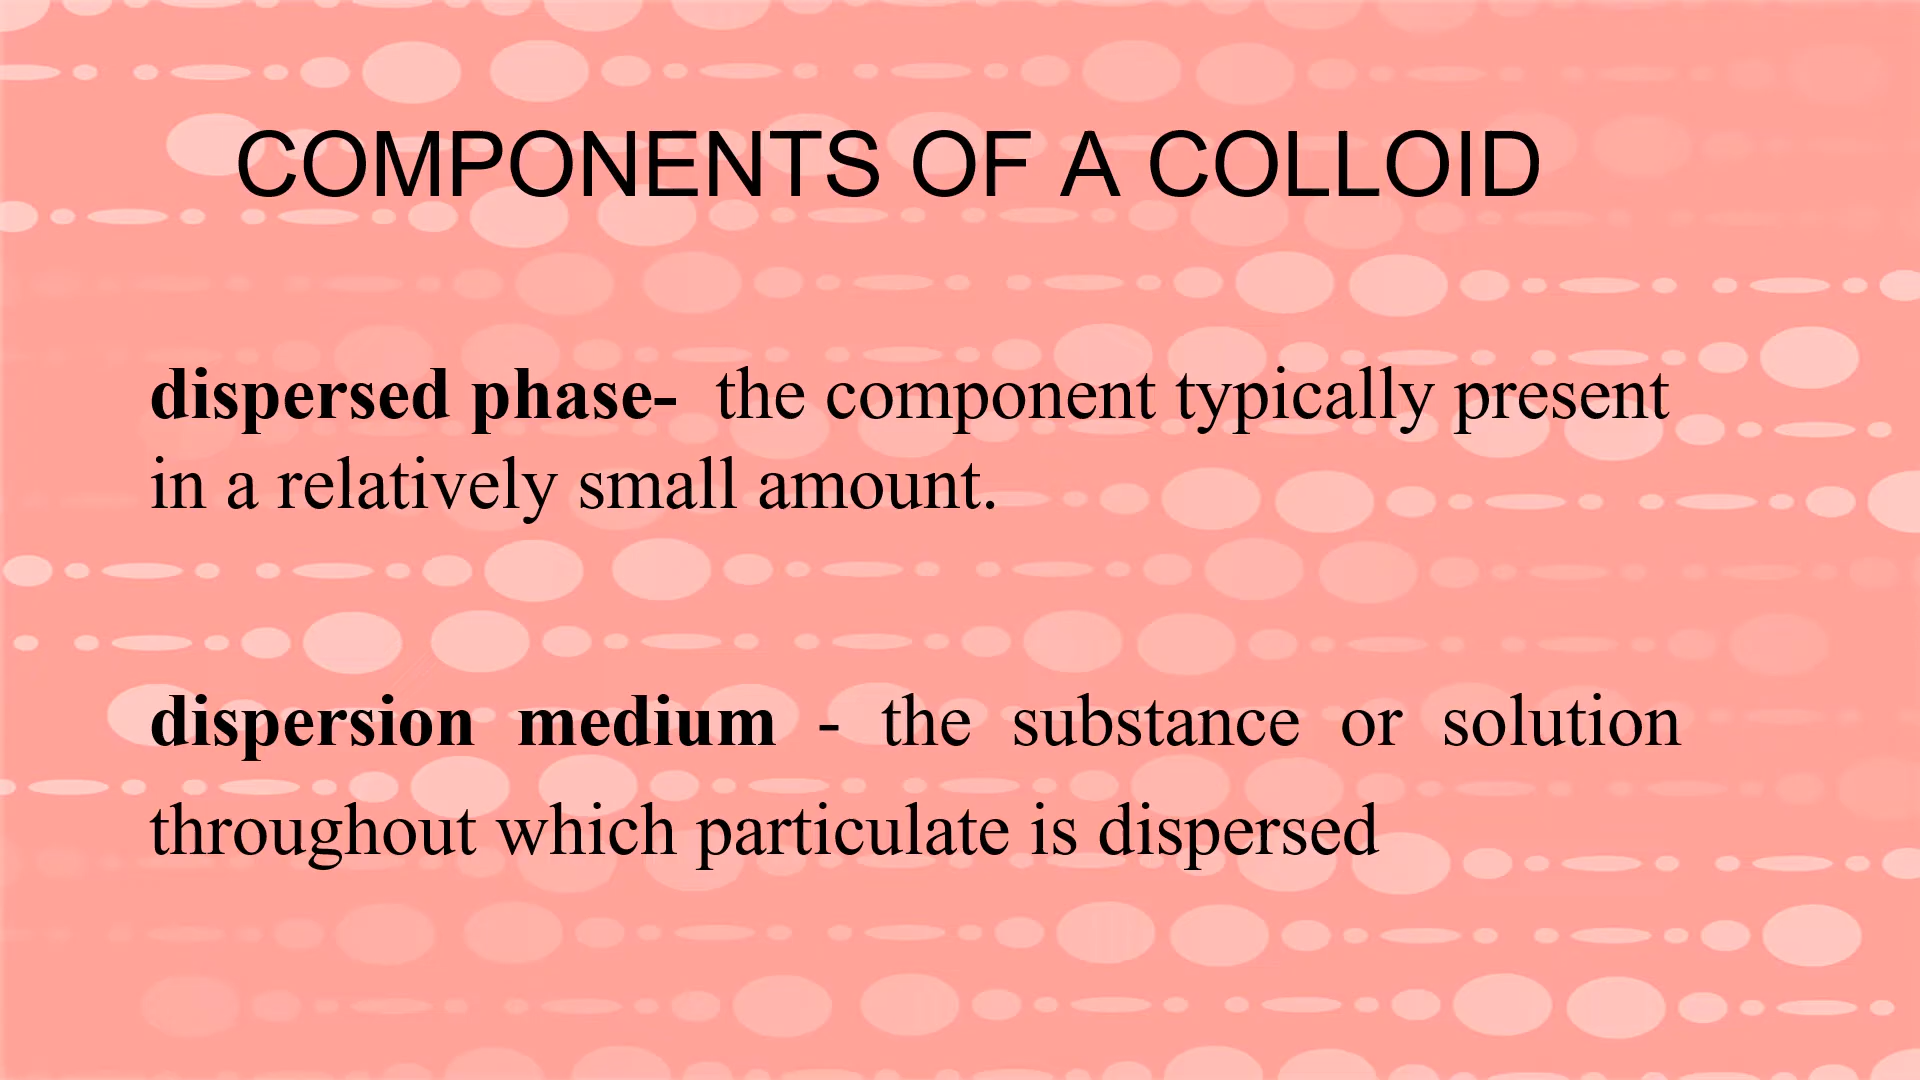 COMPONENTS OF A COLLOID
dispersed phase- the component typically present
in a relatively small amount.
dispersion medium - the substance or solution
throughout which particulate is dispersed